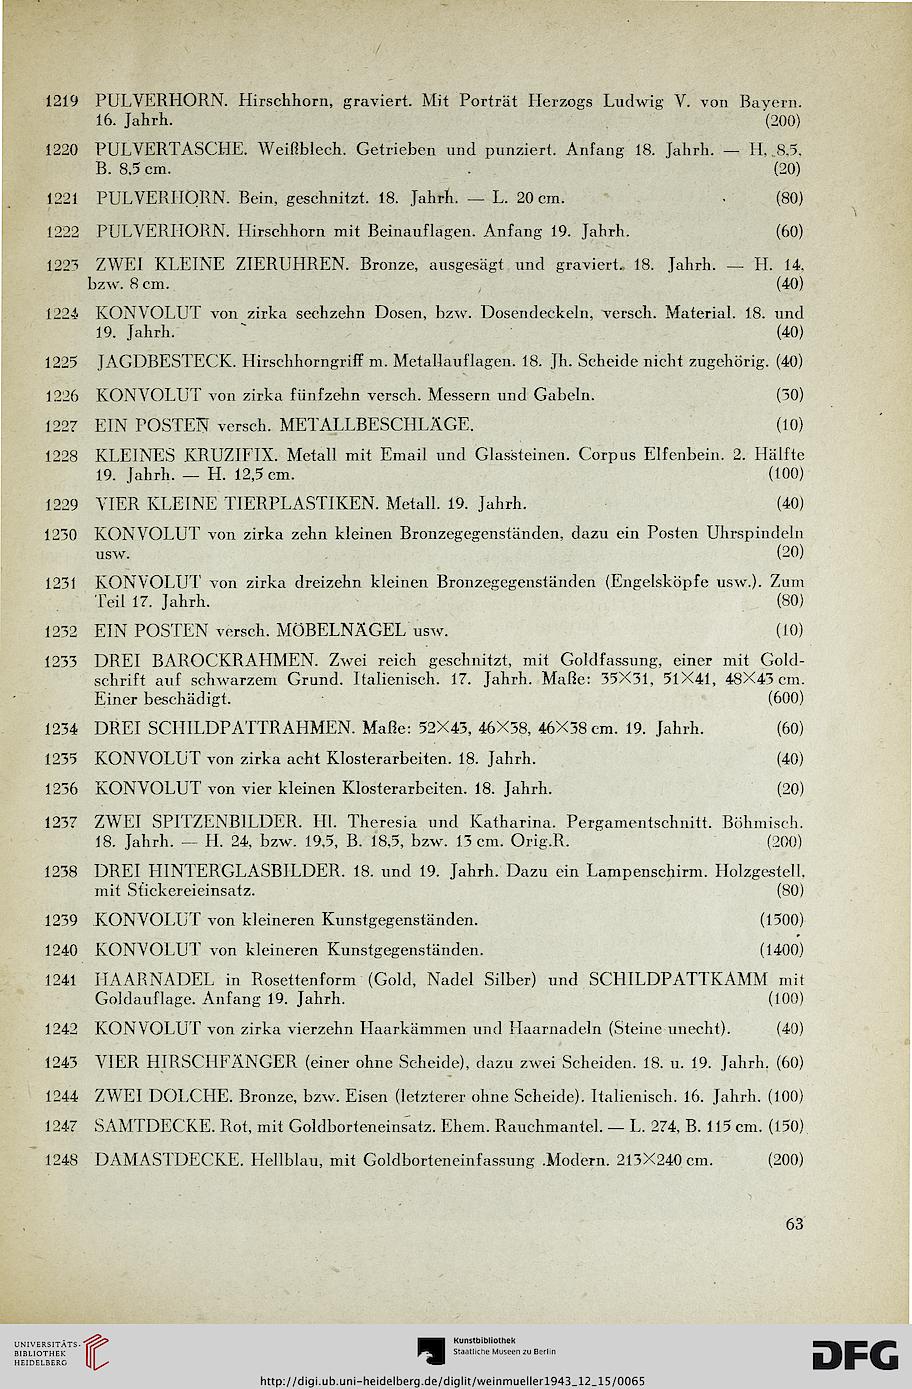 1219 PULVERHORN. Hirschhorn, graviert. Mit Porträt Herzogs Ludwig V. von Bayern.
16. Jahrh. (200)
1220 PULVERTASCHE. Weißblech. Getrieben und punziert. Anfang 18. Jahrh. — H. 8,5,
B. 8,5 cm. (20)
1221 PULVERHORN. Bein, geschnitzt. 18. Jahrh. — L. 20 cm. (80)
1222 PULVERHORN. Hirschhorn mit Beinauflagen. Anfang 19. Jahrh. (60)
1223 ZWEI KLEINE ZIERUHREN. Bronze, ausgesägt und graviert. 18. Jahrh. — H. 14,
bzw. 8 cm. (40)
1224 KONVOLUT von zirka sechzehn Dosen, bzw. Dosendeckeln, versch. Material. 18. und
19. Jahrh. (40)
1225 JAGDBESTECK. Hirschhorngriff m. Metallauflagen. 18. Jh. Scheide nicht zugehörig. (40)
1226 KONVOLUT von zirka fünfzehn versch. Messern und Gabeln. (30)
1227 EIN POSTEN versch. METALLBESCHLÄGE. (10)
1228 KLEINES KRUZIFIX. Metall mit Email und Glassteinen. Corpus Elfenbein. 2. Hälfte
19. Jahrh. — H. 12,5 cm. (100)
1229 VIER KLEINE TIERPLASTIKEN. Metall. 19. Jahrh. (40)
1230 KONVOLUT von zirka zehn kleinen Bronzegegenständen, dazu ein Posten Uhrspindeln
usw. (20)
1231 KONVOLUT von zirka dreizehn kleinen Bronzegegenständen (Engelsköpfe usw.). Zum
Teil 17. Jahrh. (80)
1232 EIN POSTEN versch. MÖBELNÄGEL usw. (10)
1233 DREI BAROCKRAHMEN. Zwei reich geschnitzt, mit Goldfassung, einer mit Gold-
schrift auf schwarzem Grund. Italienisch. 17. Jahrh. Maße: 35×31, 51×41, 48×43 cm.
Einer beschädigt. (600)
1234 DREI SCHILDPATTRAHMEN. Maße: 52×43, 46×38, 46×38 cm. 19. Jahrh. (60)
1235 KONVOLUT von zirka acht Klosterarbeiten. 18. Jahrh. (40)
1236 KONVOLUT von vier kleinen Klosterarbeiten. 18. Jahrh. (20)
1237 ZWEI SPITZENBILDER. Hl. Theresia und Katharina. Pergamentschnitt. Böhmisch.
18. Jahrh. — H. 24, bzw. 19,5, B. 18,5, bzw. 13 cm. Orig.R. (200)
1238 DREI HINTERGLASBILDER. 18. und 19. Jahrh. Dazu ein Lampenschirm. Holzgestell,
mit Stickereieinsatz. (80)
1239 KONVOLUT von kleineren Kunstgegenständen. (1500)
1240 KONVOLUT von kleineren Kunstgegenständen. (1400)
1241 HAARNADEL in Rosettenform (Gold, Nadel Silber) und SCHILDPATTKAMM mit
Goldauflage. Anfang 19. Jahrh. (100)
1242 KONVOLUT von zirka vierzehn Haarkämmen und Haarnadeln (Steine unecht). (40)
1243 VIER HIRSCHFÄNGER (einer ohne Scheide), dazu zwei Scheiden. 18. u. 19. Jahrh. (60)
1244 ZWEI DOLCHE. Bronze, bzw. Eisen (letzterer ohne Scheide). Italienisch. 16. Jahrh. (100)
1247 SAMTDECKE. Rot, mit Goldborteneinsatz. Ehem. Rauchmantel. — L. 274, B. 115 cm. (150)
1248 DAMASTDECKE. Hellblau, mit Goldborteneinfassung .Modern. 213×240 cm. (200)
63
UNIVERSITÄTS-
BIBLIOTHEK
HEIDELBERG
Kunstbibliothek
Staatliche Museen zu Berlin
DFG
http://digi.ub.uni-heidelberg.de/diglit/weinmueller1943_12_15/0065